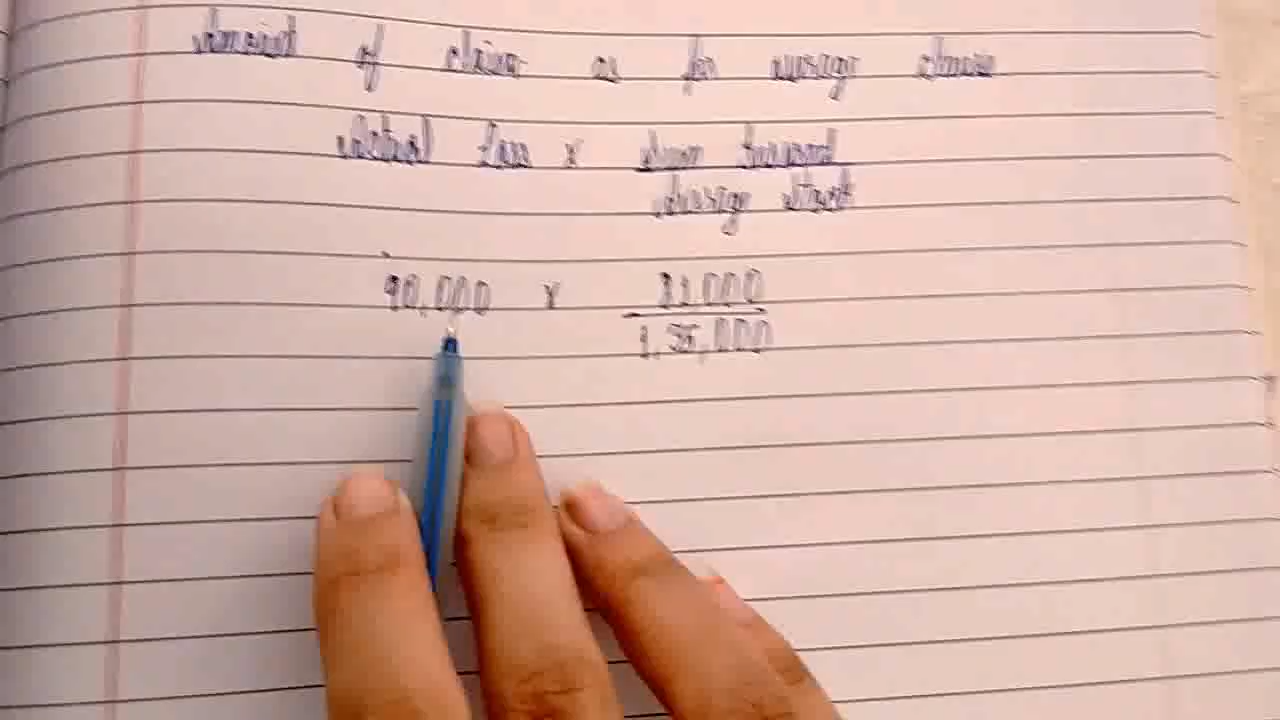 Amount of claim as per average clause
Actual Loss x Sum Insured
Average Stock
90,000 x
1,35,000